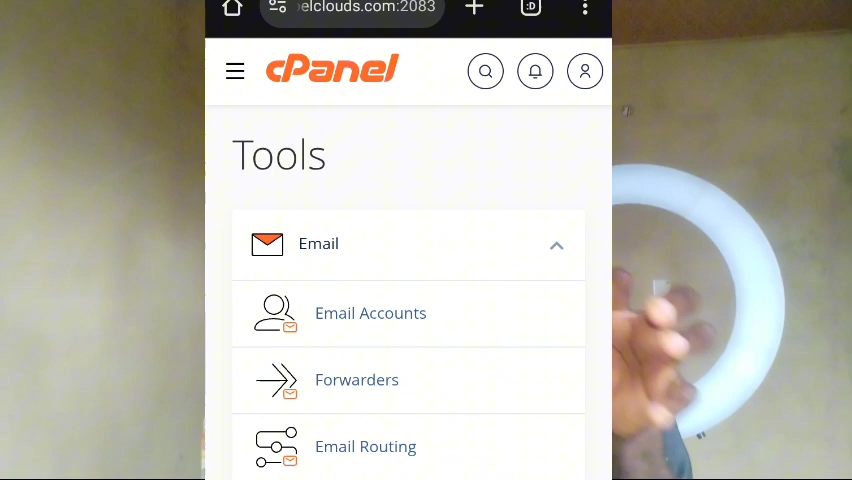 elclouds.com:2083
:D
cPanel
Tools
Email
Email Accounts
Forwarders
Email Routing